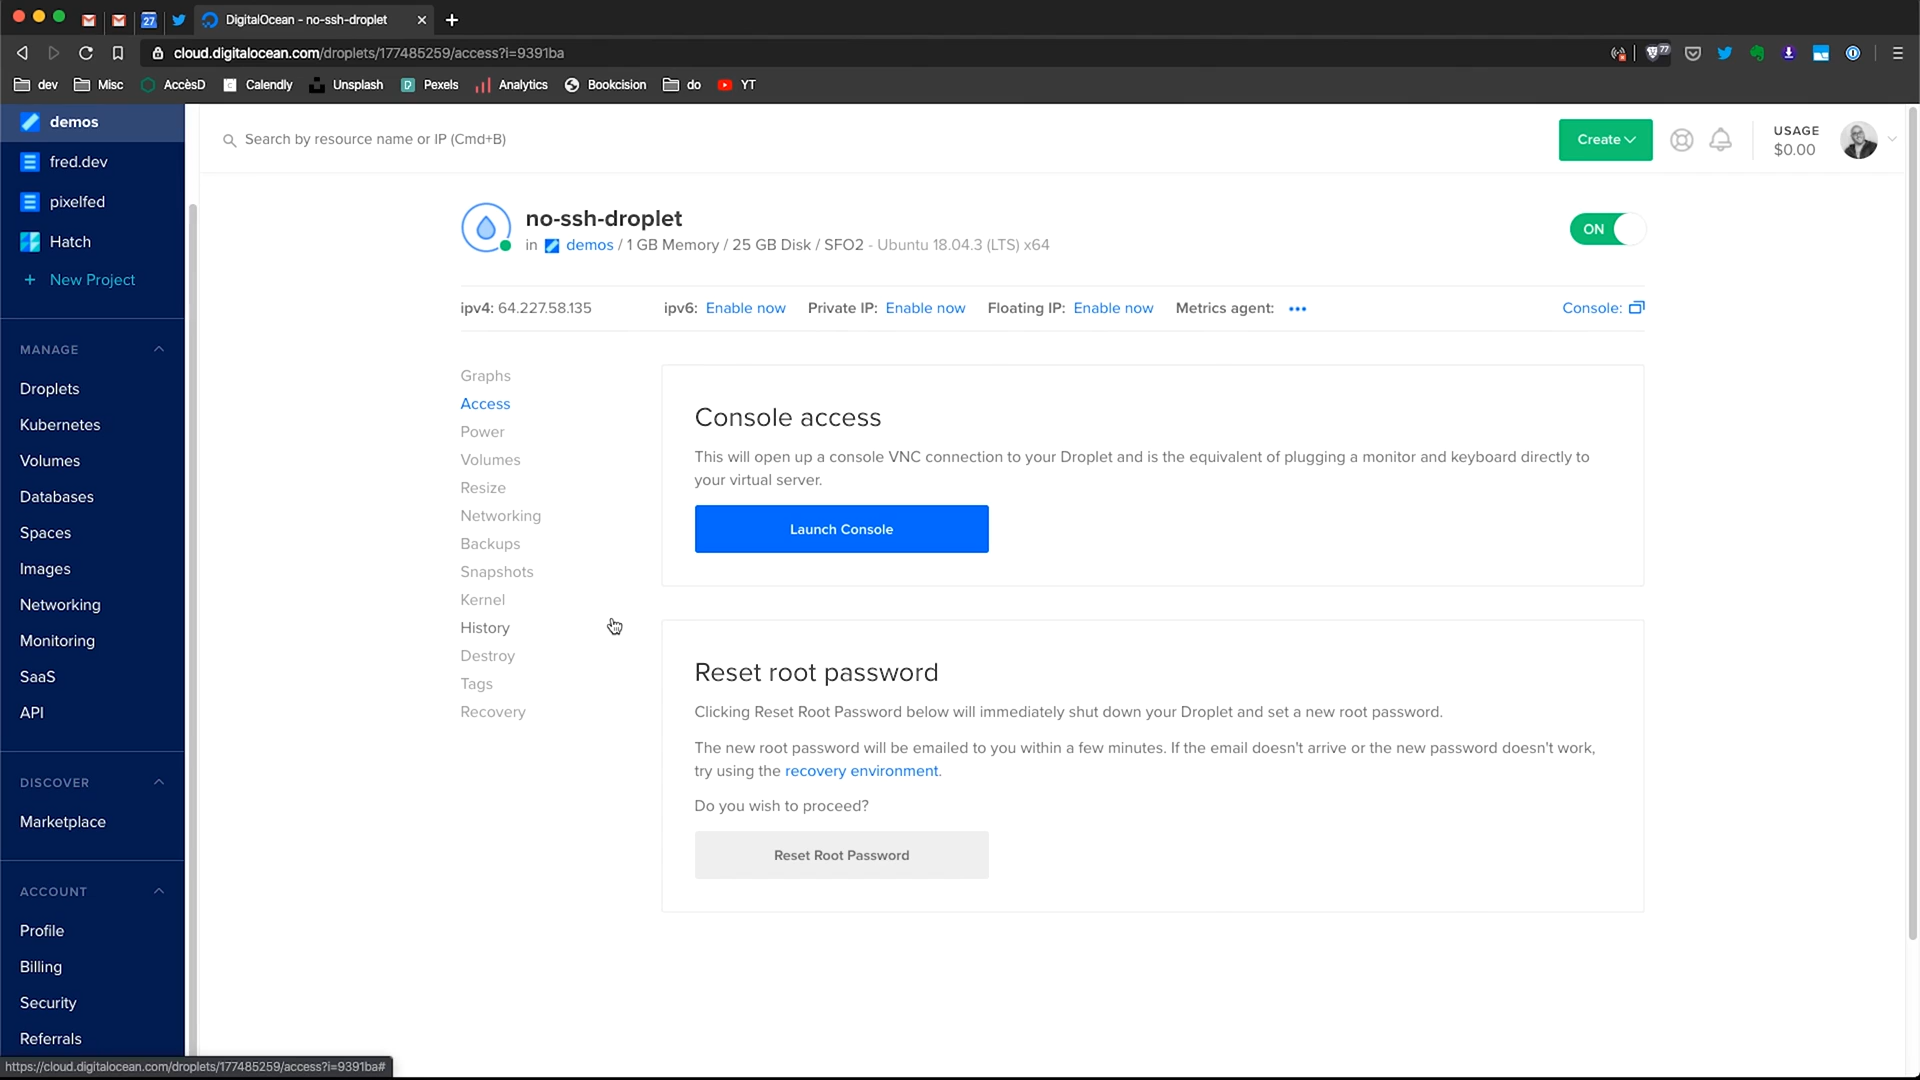 27
DigitalOcean - no-ssh-droplet
cloud.digitalocean.com/droplets/177485259/access?i=9391ba
77
dev
Misc
AccèsD
Calendly
Unsplash
Pexels
Analytics
Bookcision
do
YT
demos
fred.dev
pixelfed
Hatch
+ New Project
MANAGE
Droplets
Kubernetes
Volumes
Databases
Spaces
Images
Networking
Monitoring
SaaS
API
DISCOVER
Marketplace
ACCOUNT
Profile
Billing
Security
Referrals
https://cloud.digitalocean.com/droplets/177485259/access?i=9391ba#
Search by resource name or IP (Cmd+B)
Create
USAGE
$0.00
no-ssh-droplet
in demos / 1 GB Memory / 25 GB Disk / SFO2 - Ubuntu 18.04.3 (LTS) x64
ON
ipv4: 64.227.58.135 ipv6: Enable now Private IP: Enable now Floating IP: Enable now Metrics agent: ••• Console:
Graphs
Access
Power
Volumes
Resize
Networking
Backups
Snapshots
Kernel
History
Destroy
Tags
Recovery
Console access
This will open up a console VNC connection to your Droplet and is the equivalent of plugging a monitor and keyboard directly to
your virtual server.
Launch Console
Reset root password
Clicking Reset Root Password below will immediately shut down your Droplet and set a new root password.
The new root password will be emailed to you within a few minutes. If the email doesn't arrive or the new password doesn't work,
try using the recovery environment.
Do you wish to proceed?
Reset Root Password